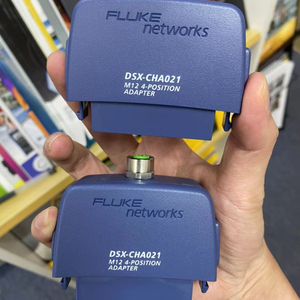 FLUKE
networks
DSX-CHA021
M12 4-POSITION
ADAPTER
FLUKE
networks
DSX-CHA021
M12 4-POSITION
ADAPTER